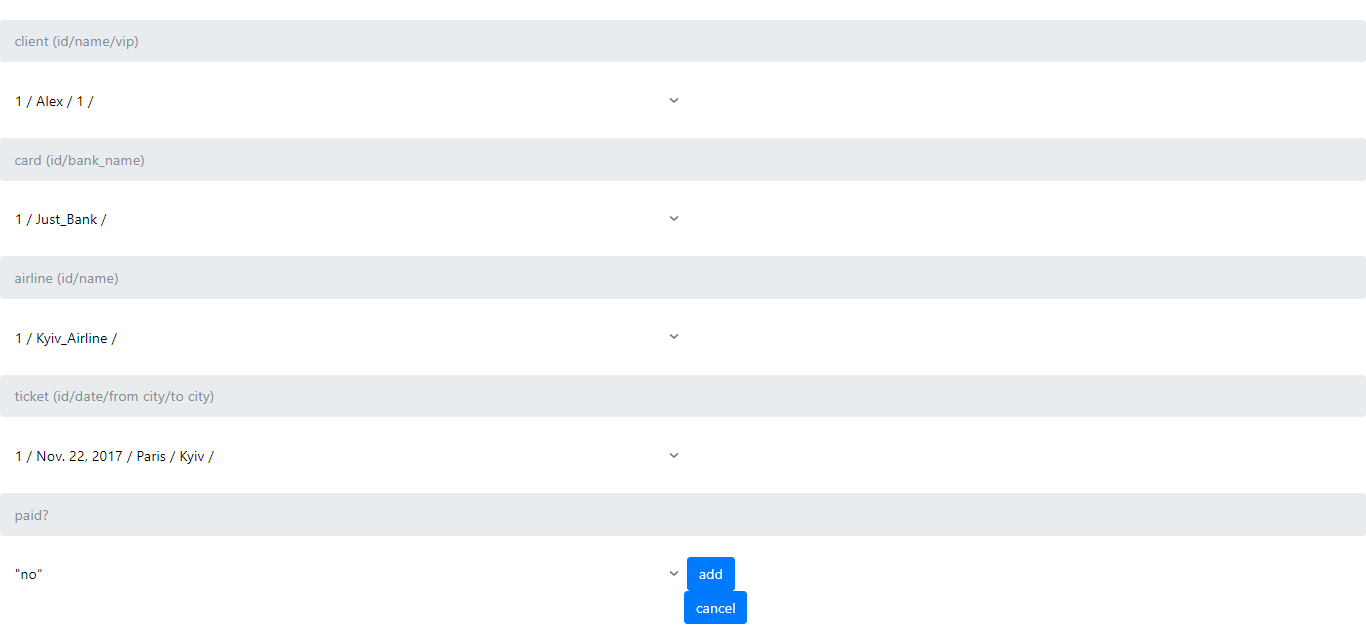 client (id/name/vip)
1 / Alex / 1 /
card (id/bank_name)
1 / Just_Bank /
airline (id/name)
1 / Kyiv_Airline /
ticket (id/date/from city/to city)
1 / Nov. 22, 2017 / Paris / Kyiv /
paid?
"no"
add
cancel